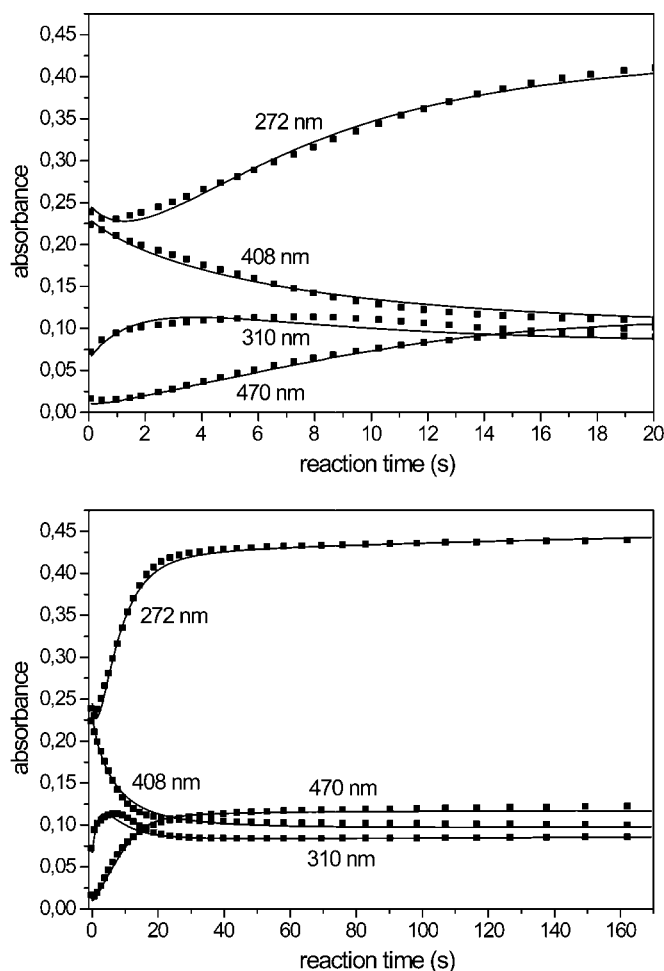 0,45
0,40
0,35
0,30
0,25
0,20
0,15
0,10
0,05
0,00
absorbance
272 nm
408 nm
310 nm
470 nm
0 2 4 6 8 10 12 14 16 18 20
reaction time (s)
0,45
0,40
0,35
0,30
0,25
0,20
0,15
0,10
0,05
0,00
absorbance
272 nm
408 nm
470 nm
310 nm
0 20 40 60 80 100 120 140 160
reaction time (s)